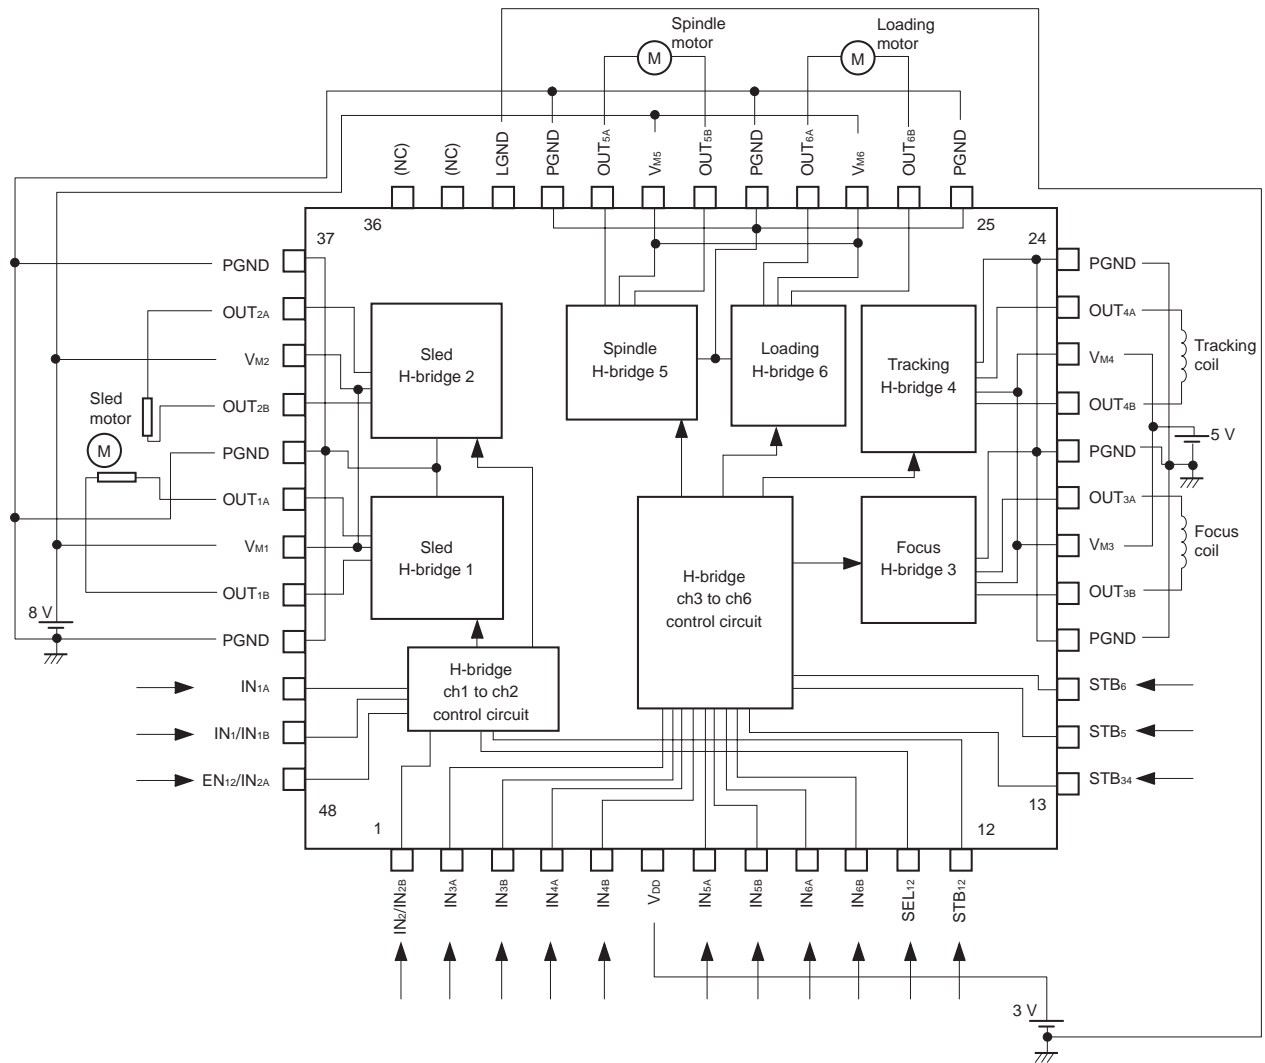 Spindle
motor
M
Loading
motor
M
(NC)
(NC)
LGND
PGND
OUT5A
VM5
OUT5B
PGND
OUT6A
VM6
OUT6B
PGND
36
25
37
24
PGND
OUT2A
VM2
OUT2B
Sled
motor
M
PGND
OUT1A
VM1
OUT1B
8 V
PGND
IN1A
IN1/IN1B
EN12/IN2A
Sled
H-bridge 2
Sled
H-bridge 1
H-bridge
ch1 to ch2
control circuit
Spindle
H-bridge 5
Loading
H-bridge 6
Tracking
H-bridge 4
H-bridge
ch3 to ch6
control circuit
Focus
H-bridge 3
PGND
OUT4A
Tracking
coil
VM4
OUT4B
5 V
PGND
OUT3A
Focus
coil
VM3
OUT3B
PGND
STB6
STB5
STB34
48
1
12
13
IN2/IN2B
IN3A
IN3B
IN4A
IN4B
VDD
IN5A
IN5B
IN6A
IN6B
SEL12
STB12
3 V